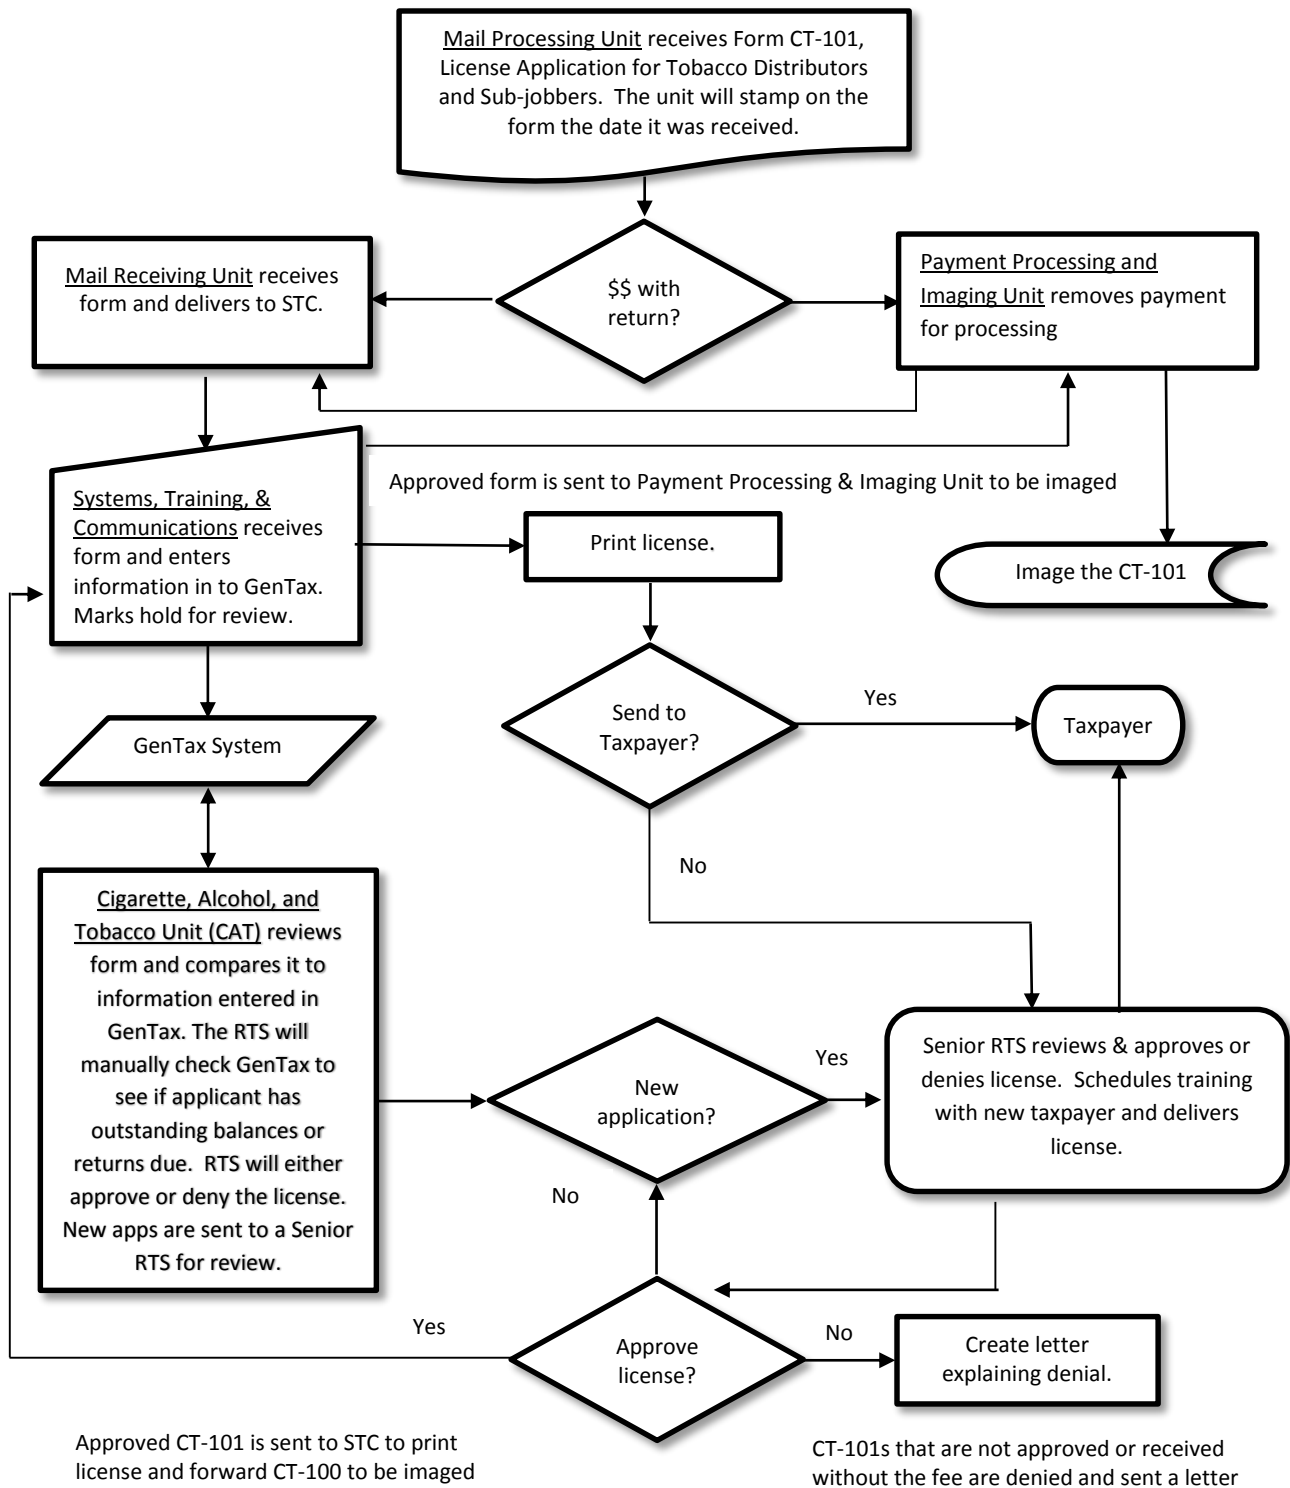 Mail Processing Unit receives Form CT-101,
License Application for Tobacco Distributors
and Sub-jobbers.  The unit will stamp on the
form the date it was received.
Mail Receiving Unit receives
form and delivers to STC.
$$ with
return?
Payment Processing and
Imaging Unit removes payment
for processing
Approved form is sent to Payment Processing & Imaging Unit to be imaged
Systems, Training, &
Communications receives
form and enters
information in to GenTax.
Marks hold for review.
Print license.
Image the CT-101
Send to
Taxpayer?
Yes
Taxpayer
GenTax System
No
Cigarette, Alcohol, and
Tobacco Unit (CAT) reviews
form and compares it to
information entered in
GenTax. The RTS will
manually check GenTax to
see if applicant has
outstanding balances or
returns due.  RTS will either
approve or deny the license.
New apps are sent to a Senior
RTS for review.
New
application?
Yes
Senior RTS reviews & approves or
denies license.  Schedules training
with new taxpayer and delivers
license.
No
Yes
Approve
license?
No
Create letter
explaining denial.
Approved CT-101 is sent to STC to print
license and forward CT-100 to be imaged
CT-101s that are not approved or received
without the fee are denied and sent a letter